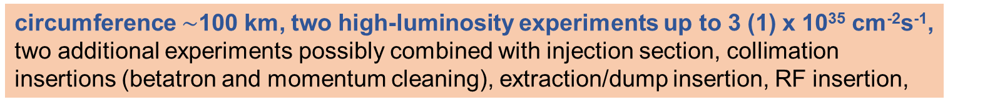 circumference ~100 km, two high-luminosity experiments up to 3 (1) x 10³⁵ cm⁻²s⁻¹,
two additional experiments possibly combined with injection section, collimation
insertions (betatron and momentum cleaning), extraction/dump insertion, RF insertion,